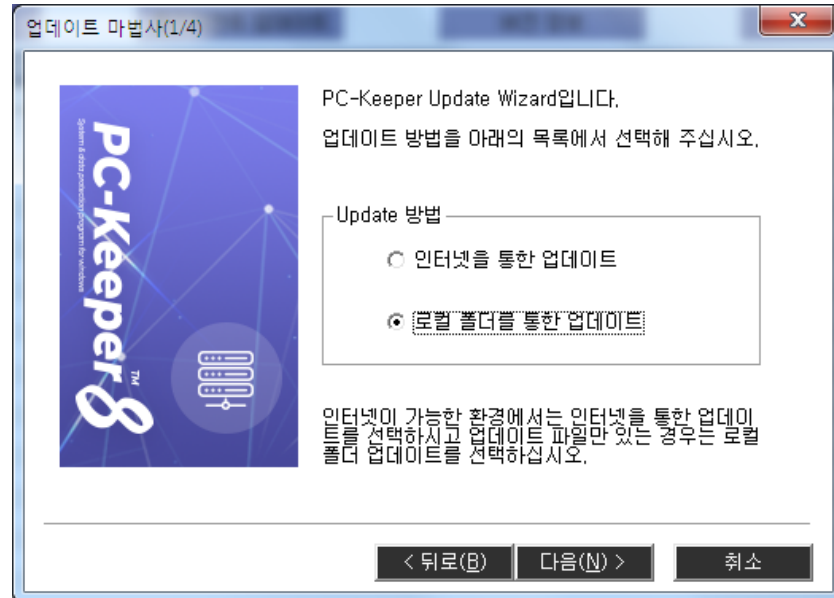 업데이트 마법사(1/4)
PC-Keeper Update Wizard입니다.
업데이트 방법을 아래의 목록에서 선택해 주십시오.
Update 방법
인터넷을 통한 업데이트
로컬 폴더를 통한 업데이트
인터넷이 가능한 환경에서는 인터넷을 통한 업데이
트를 선택하시고 업데이트 파일만 있는 경우는 로컬
폴더 업데이트를 선택하십시오.
PC-Keeper™ 8
System & data protection program for windows
< 뒤로(B)
다음(N) >
취소